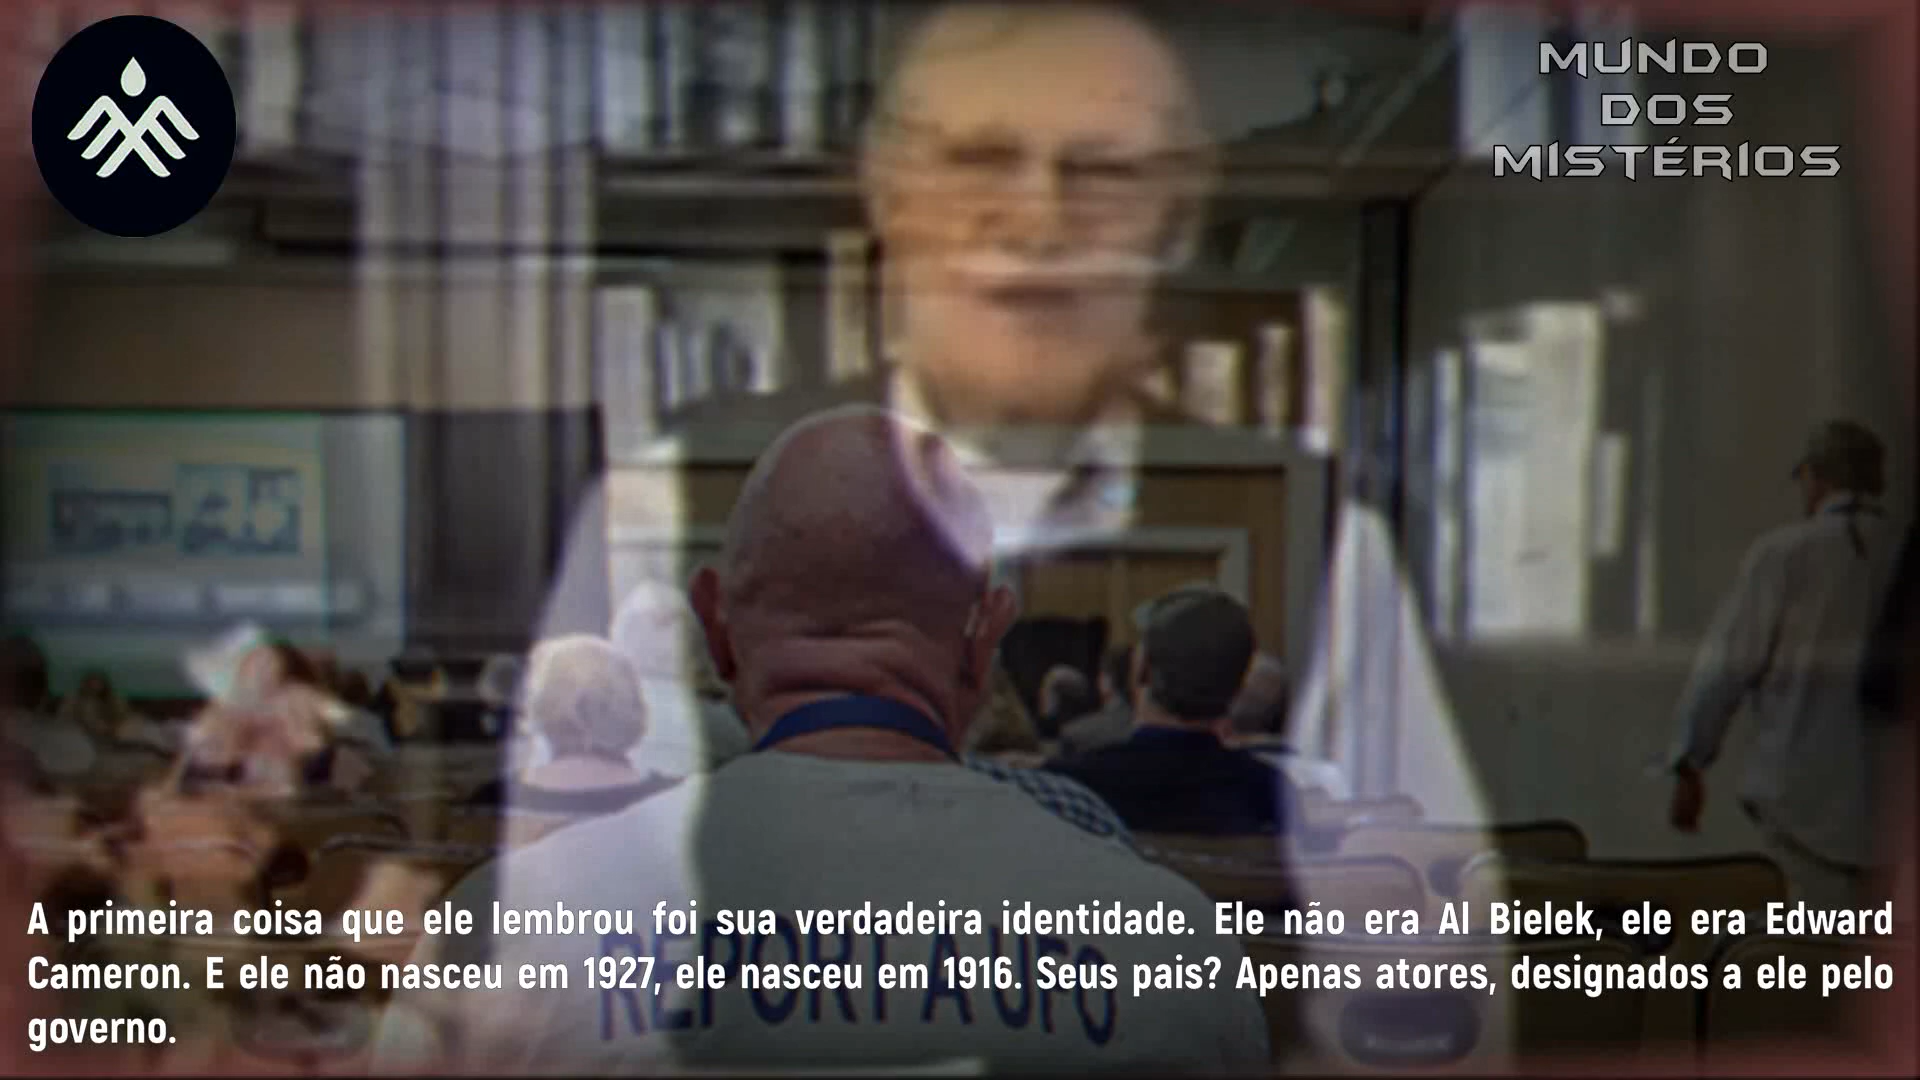 MUNDO
DOS
MISTÉRIOS
A primeira coisa que ele lembrou foi sua verdadeira identidade. Ele não era Al Bielek, ele era Edward
Cameron. E ele não nasceu em 1927, ele nasceu em 1916. Seus pais? Apenas atores, designados a ele pelo
governo.
REPORT A UFO